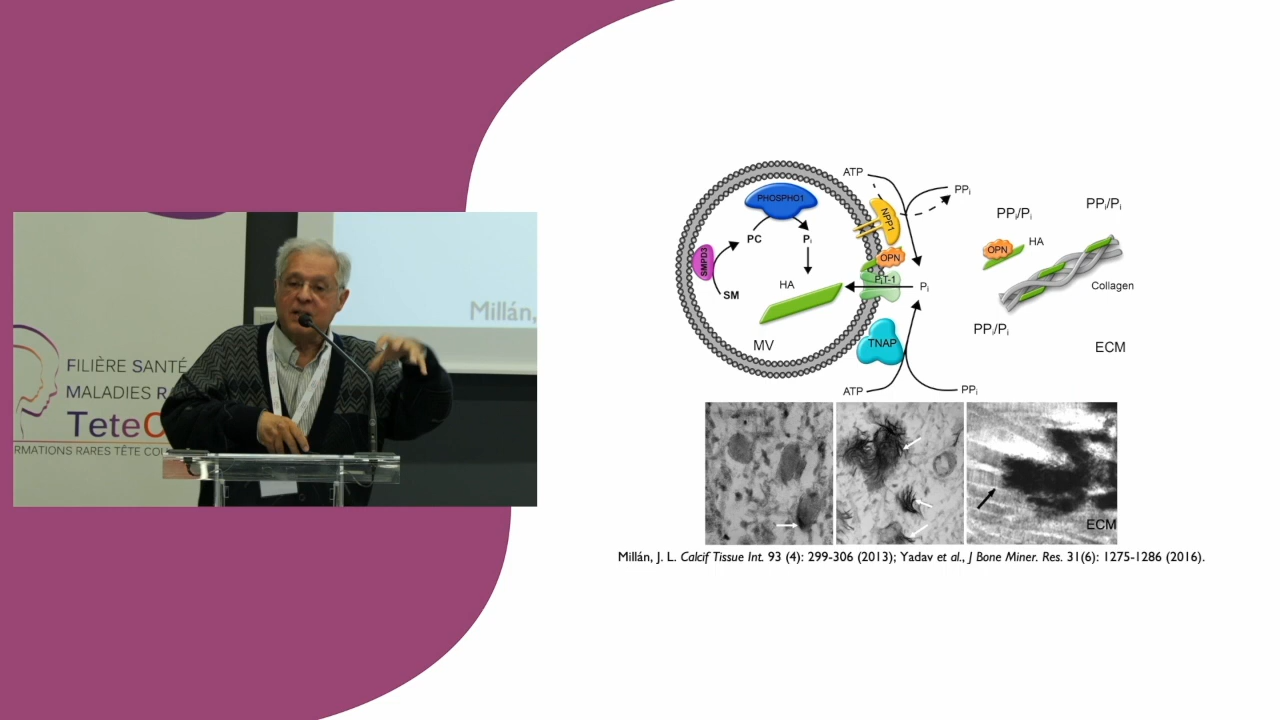 Millán,
FILIÈRE SANTÉ
MALADIES R
TeteC
RMATIONS RARES TÊTE COU
PHOSPHO1
PC
Pi
SMPD3
SM
HA
MV
ATP
NPP1
PPi
OPN
PiT-1
Pi
TNAP
ATP
PPi
PPi/Pi
PPi/Pi
OPN
HA
Collagen
PPi/Pi
ECM
ECM
Millán, J. L. Calcif Tissue Int. 93 (4): 299-306 (2013); Yadav et al., J Bone Miner. Res. 31(6): 1275-1286 (2016).